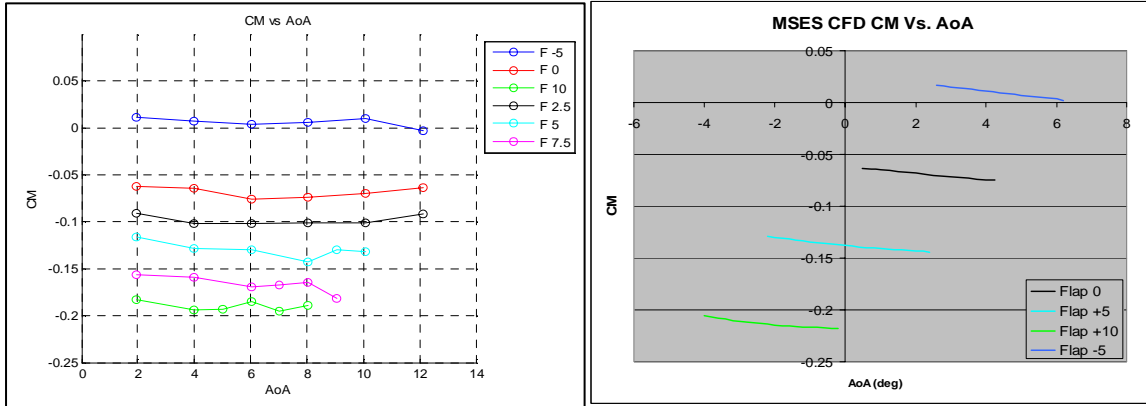 CM vs AoA
0.05
0
-0.05
-0.1
-0.15
-0.2
-0.25
0 2 4 6 8 10 12 14
CM
AoA
F -5
F 0
F 10
F 2.5
F 5
F 7.5
MSES CFD CM Vs. AoA
0.05
0
-0.05
-0.1
-0.15
-0.2
-0.25
-6 -4 -2 0 2 4 6 8
CM
AoA (deg)
Flap 0
Flap +5
Flap +10
Flap -5